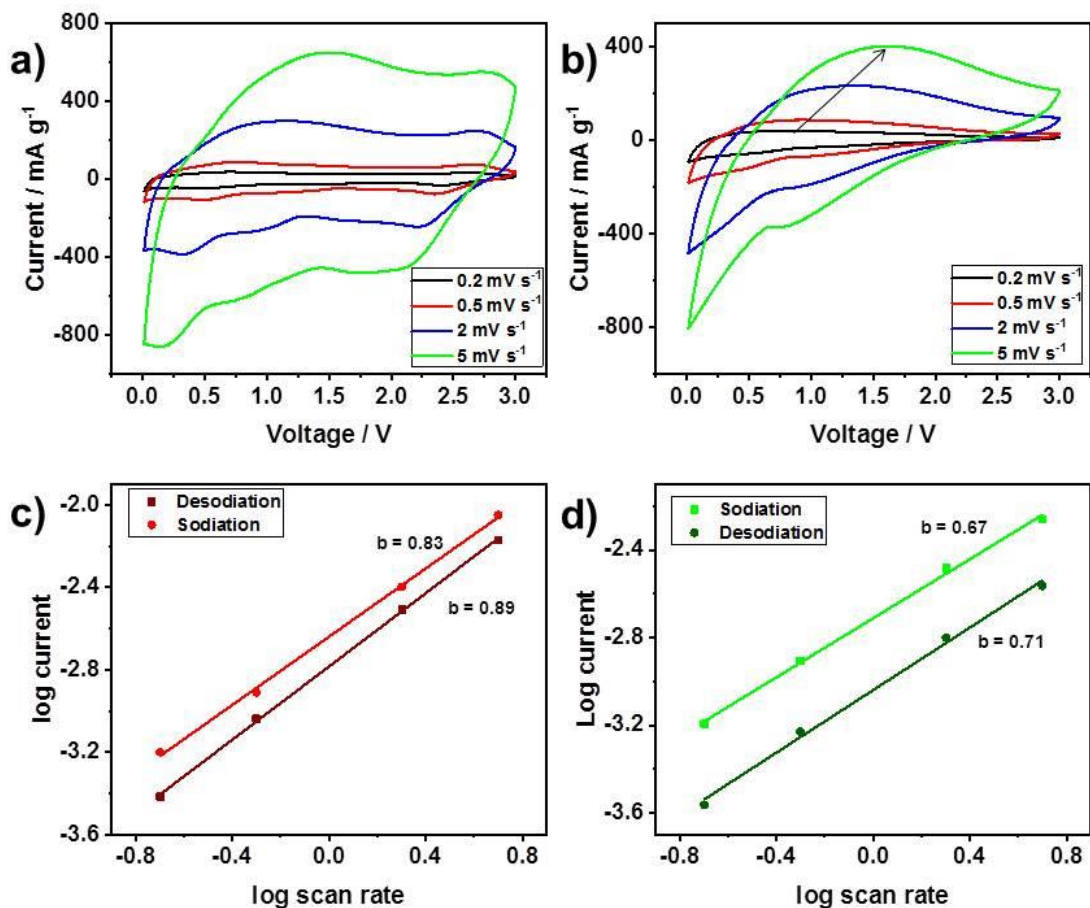 a)
Current / mA g⁻¹
800
400
0
-400
-800
0.2 mV s⁻¹
0.5 mV s⁻¹
2 mV s⁻¹
5 mV s⁻¹
0.0 0.5 1.0 1.5 2.0 2.5 3.0
Voltage / V
b)
Current / mA g⁻¹
400
0
-400
-800
0.2 mV s⁻¹
0.5 mV s⁻¹
2 mV s⁻¹
5 mV s⁻¹
0.0 0.5 1.0 1.5 2.0 2.5 3.0
Voltage / V
c)
log current
-2.0
-2.4
-2.8
-3.2
-3.6
Desodiation
Sodiation
b = 0.83
b = 0.89
-0.8 -0.4 0.0 0.4 0.8
log scan rate
d)
Log current
-2.4
-2.8
-3.2
-3.6
Sodiation
Desodiation
b = 0.67
b = 0.71
-0.8 -0.4 0.0 0.4 0.8
log scan rate